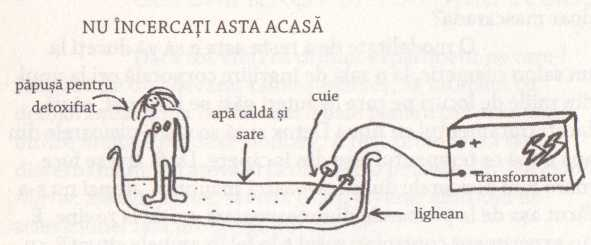 NU ÎNCERCAȚI ASTA ACASĂ
păpușă pentru
detoxifiat
apă caldă și
sare
cuie
+
−
transformator
lighean